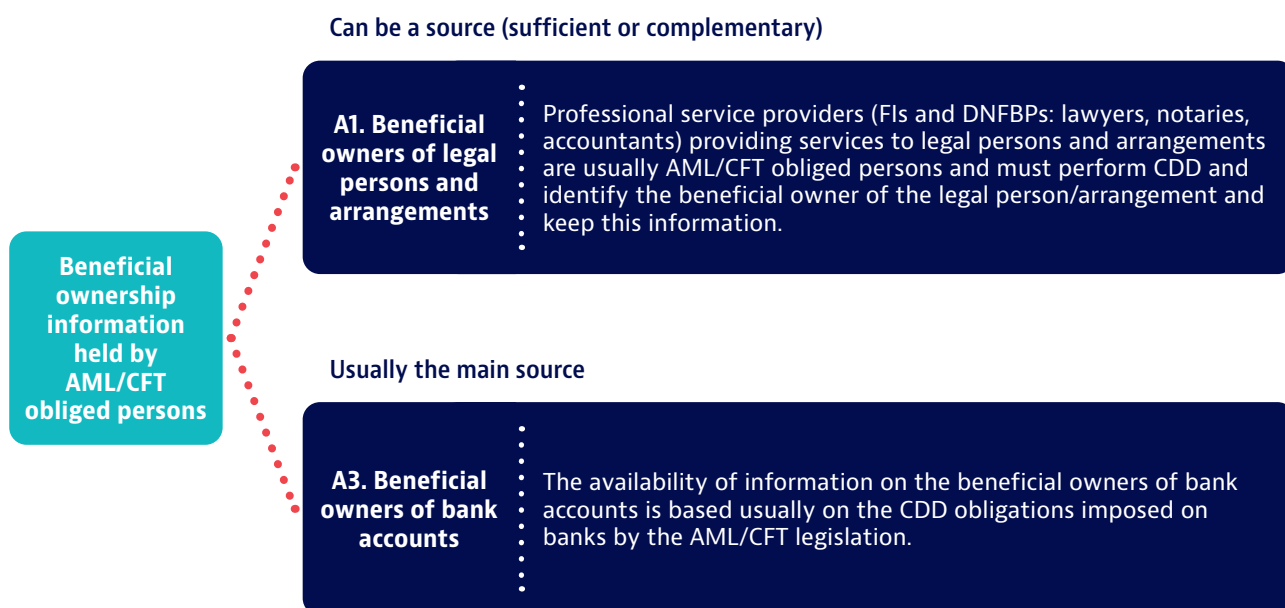 Can be a source (sufficient or complementary)
A1. Beneficial
owners of legal
persons and
arrangements
Professional service providers (FIs and DNFBPs: lawyers, notaries,
accountants) providing services to legal persons and arrangements
are usually AML/CFT obliged persons and must perform CDD and
identify the beneficial owner of the legal person/arrangement and
keep this information.
Beneficial
ownership
information
held by
AML/CFT
obliged persons
Usually the main source
A3. Beneficial
owners of bank
accounts
The availability of information on the beneficial owners of bank
accounts is based usually on the CDD obligations imposed on
banks by the AML/CFT legislation.